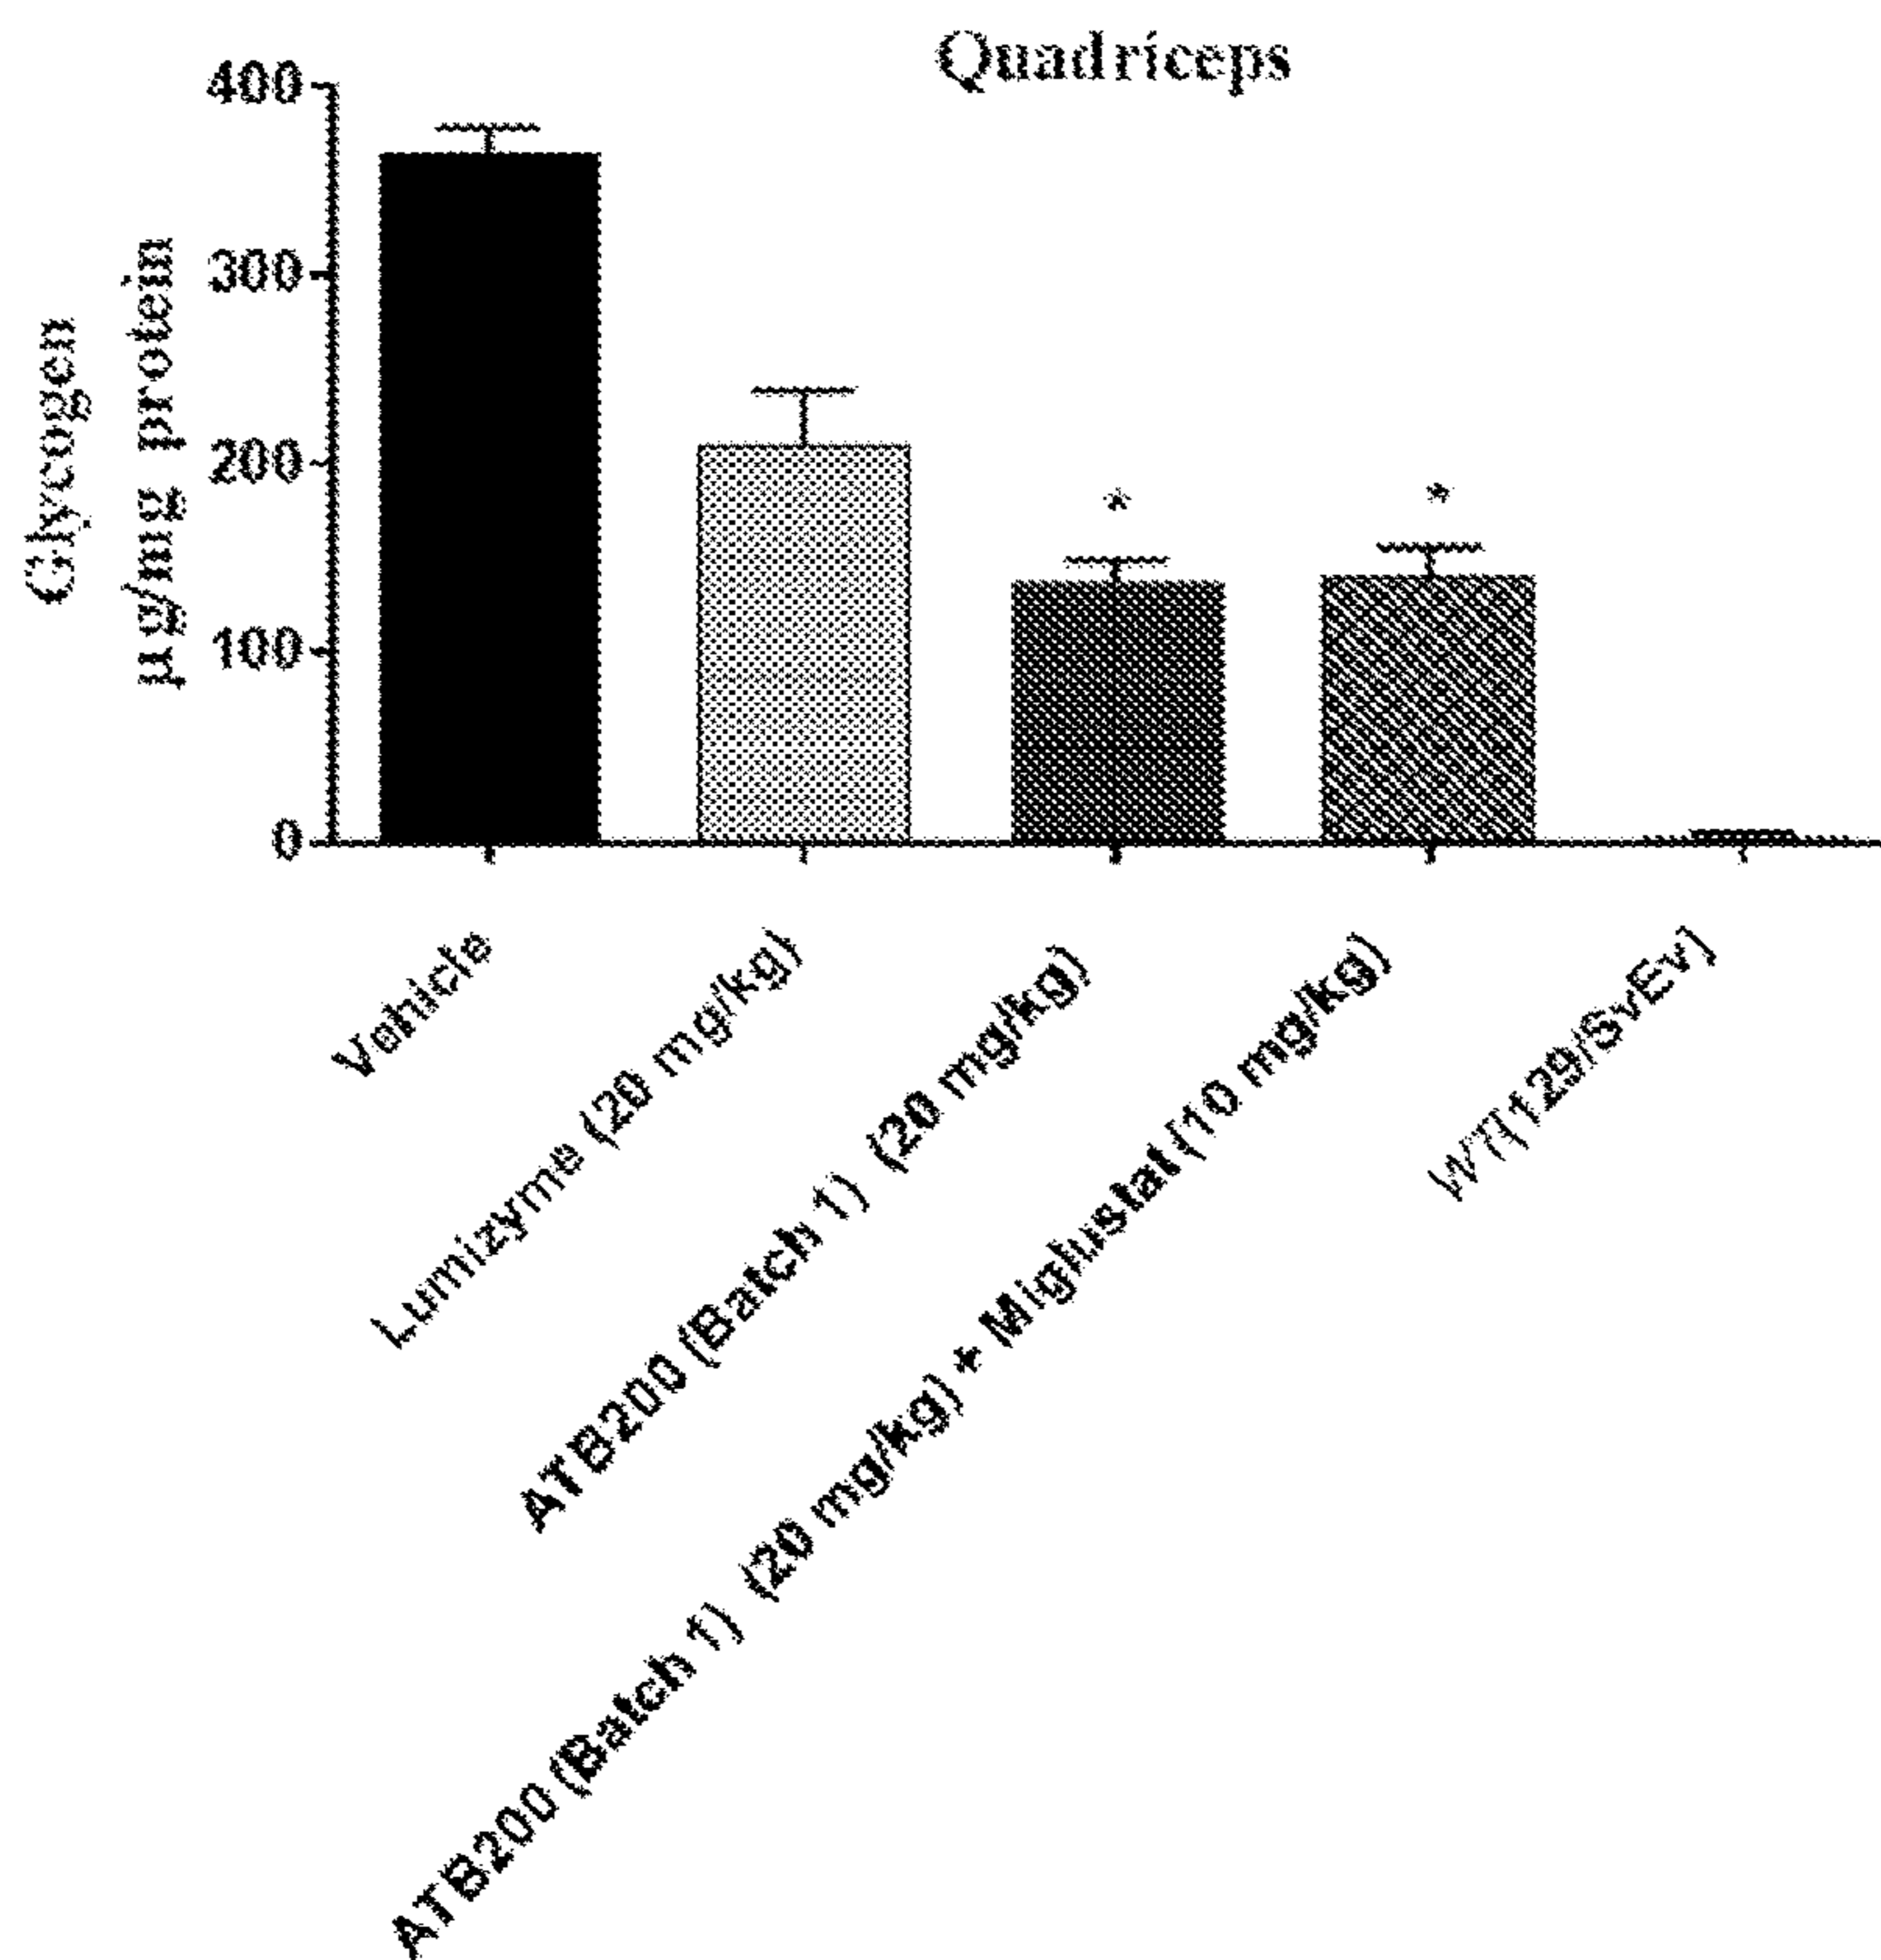 Quadriceps
Glycogen
µg/mg protein
400
300
200
100
0
*
*
Vehicle
Lumizyme (20 mg/kg)
ATB200 (Batch 1) (20 mg/kg)
ATB200 (Batch 1) (20 mg/kg) + Miglustat (10 mg/kg)
WT(129/SvEv)